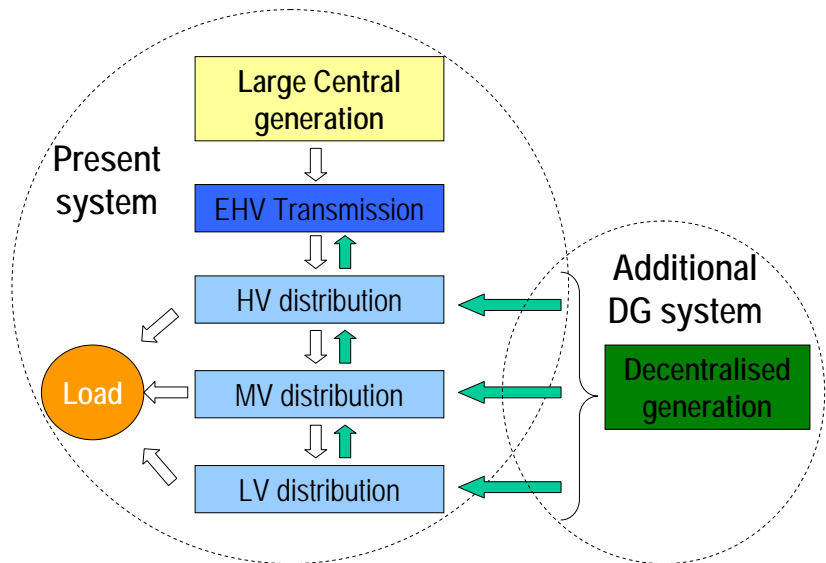 Large Central
generation
Present
system
EHV Transmission
HV distribution
Additional
DG system
Load
MV distribution
Decentralised
generation
LV distribution